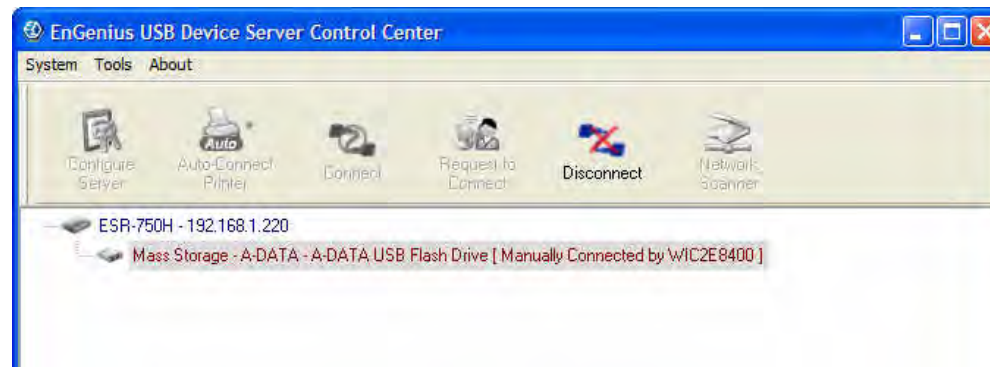 EnGenius USB Device Server Control Center
System Tools About
Configure Server
Auto-Connect Printer
Connect
Request to Connect
Disconnect
Network Scanner
ESR-750H - 192.168.1.220
Mass Storage - A-DATA - A-DATA USB Flash Drive [ Manually Connected by WIC2E8400 ]